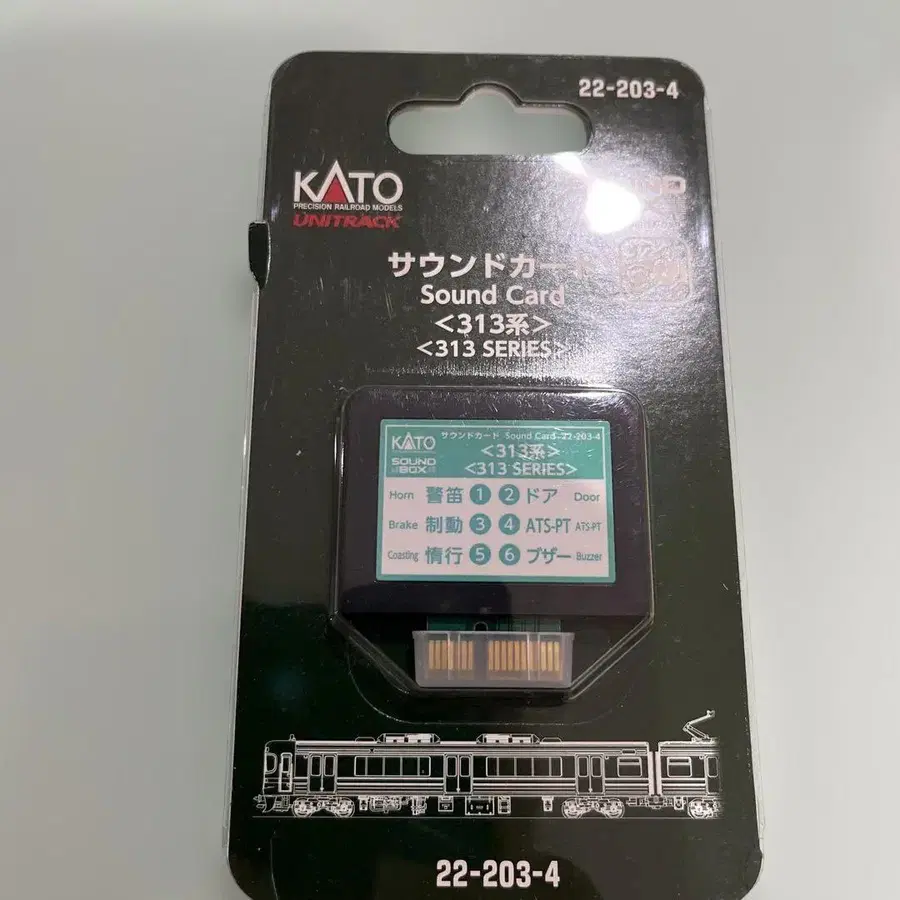 22-203-4
KATO
PRECISION RAILROAD MODELS
UNITRACK
サウンドカード
Sound Card
<313系>
<313 SERIES>
KATO サウンドカード Sound Card 22-203-4
SOUND BOX
<313系>
<313 SERIES>
Horn 警笛 1 2 ドア Door
Brake 制動 3 4 ATS-PT ATS-PT
Coasting 惰行 5 6 ブザー Buzzer
22-203-4